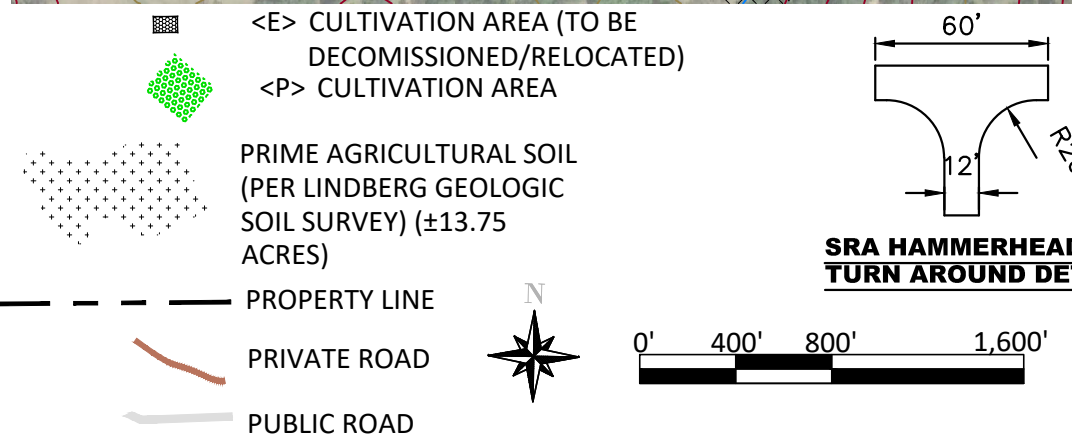 <E> CULTIVATION AREA (TO BE
DECOMISSIONED/RELOCATED)
<P> CULTIVATION AREA
PRIME AGRICULTURAL SOIL
(PER LINDBERG GEOLOGIC
SOIL SURVEY) (±13.75
ACRES)
PROPERTY LINE
PRIVATE ROAD
PUBLIC ROAD
N
60'
12'
SRA HAMMERHEAD
TURN AROUND
0' 400' 800' 1,600'